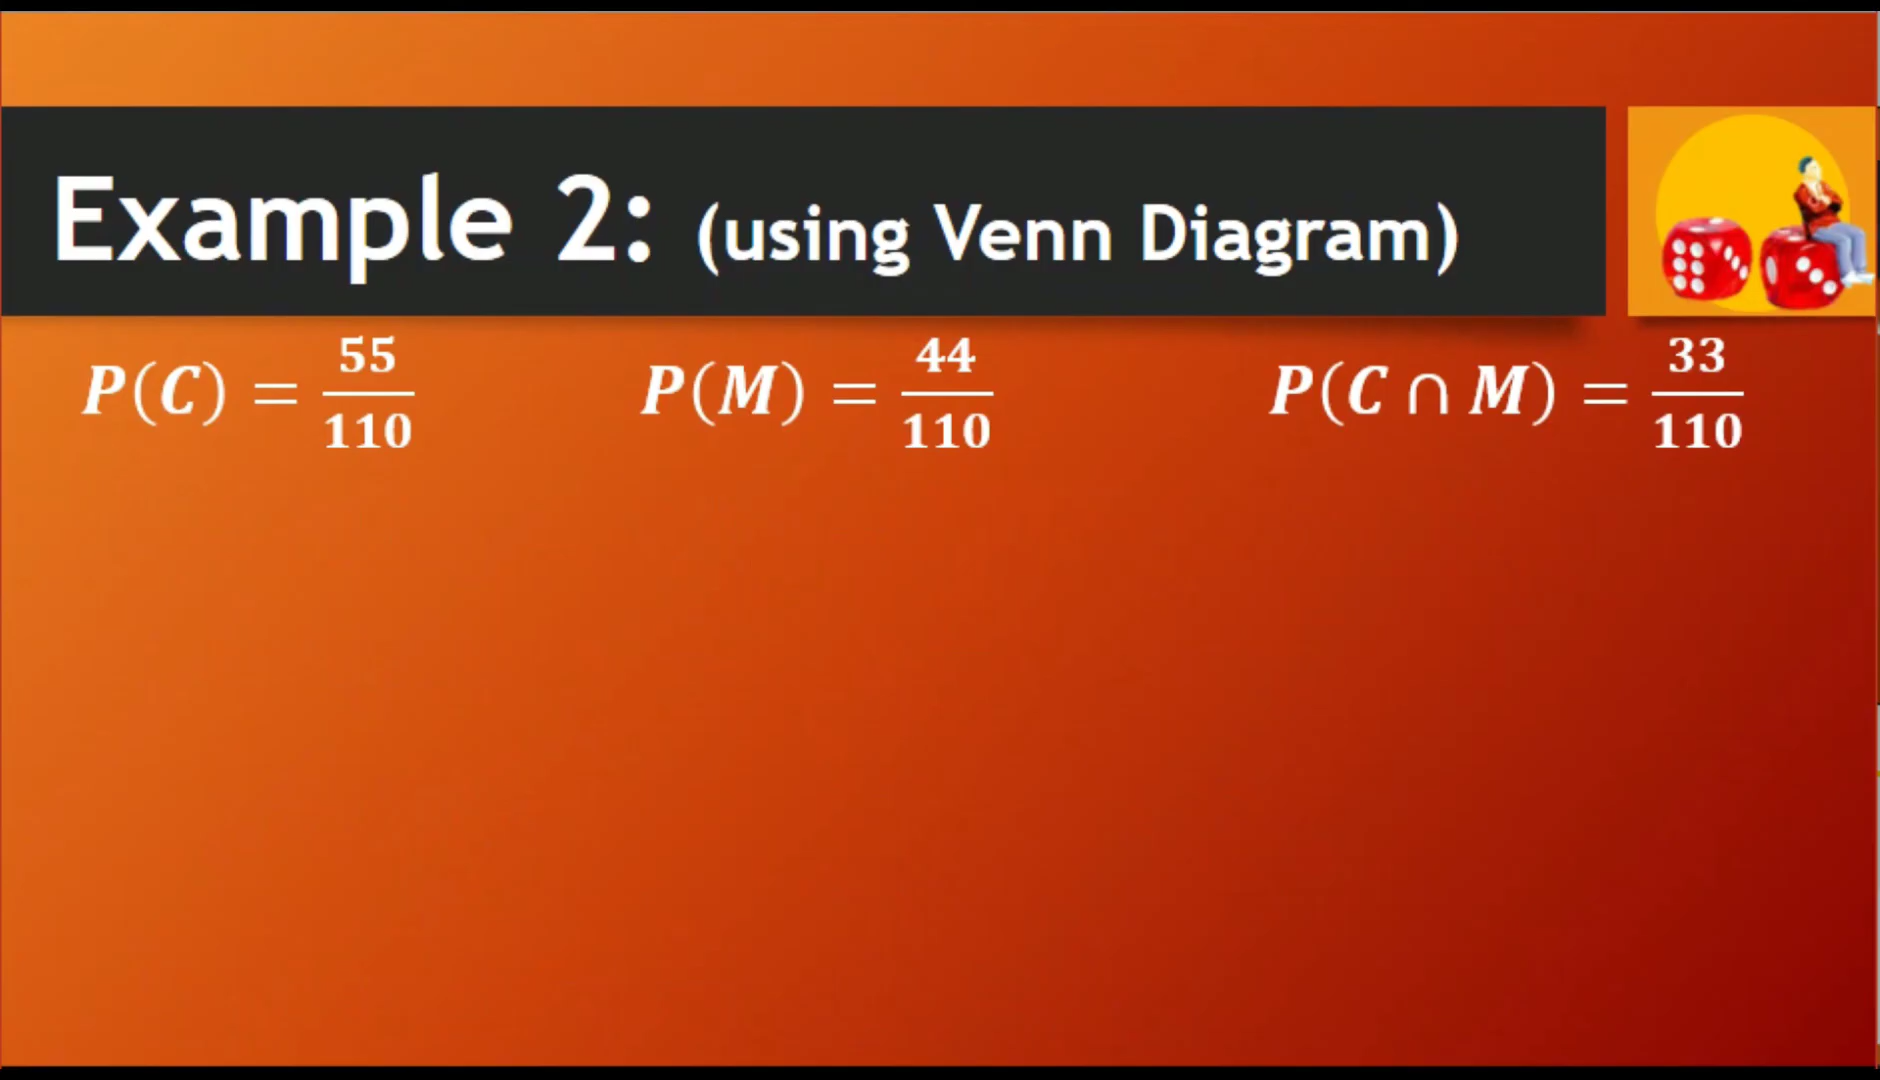 Example 2: (using Venn Diagram)
P(C) = 55/110 P(M) = 44/110 P(C ∩ M) = 33/110